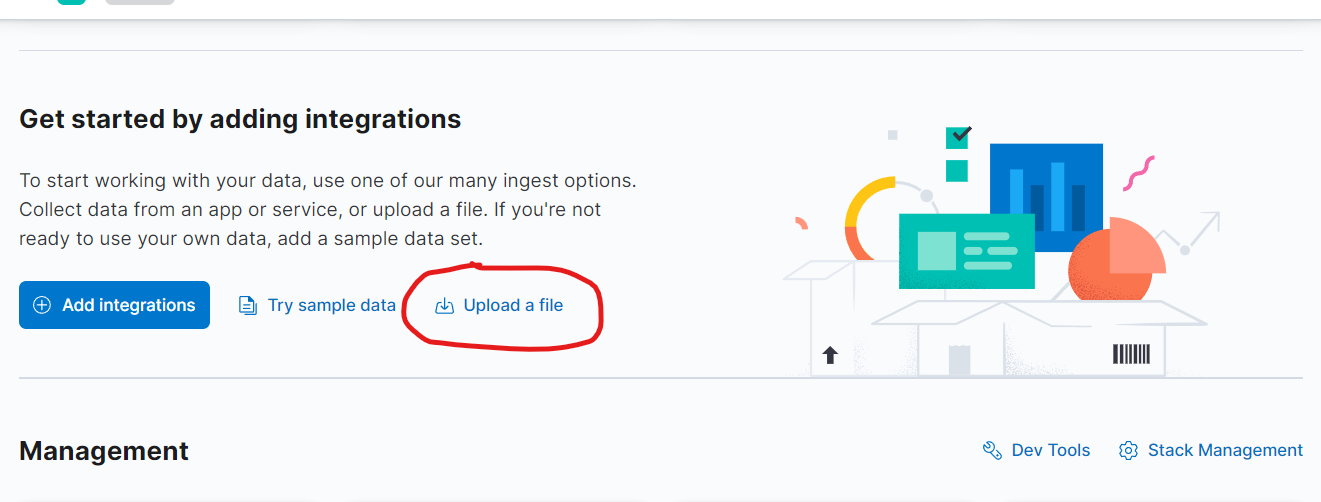 Get started by adding integrations
To start working with your data, use one of our many ingest options.
Collect data from an app or service, or upload a file. If you're not
ready to use your own data, add a sample data set.
Add integrations Try sample data Upload a file
Management Dev Tools Stack Management